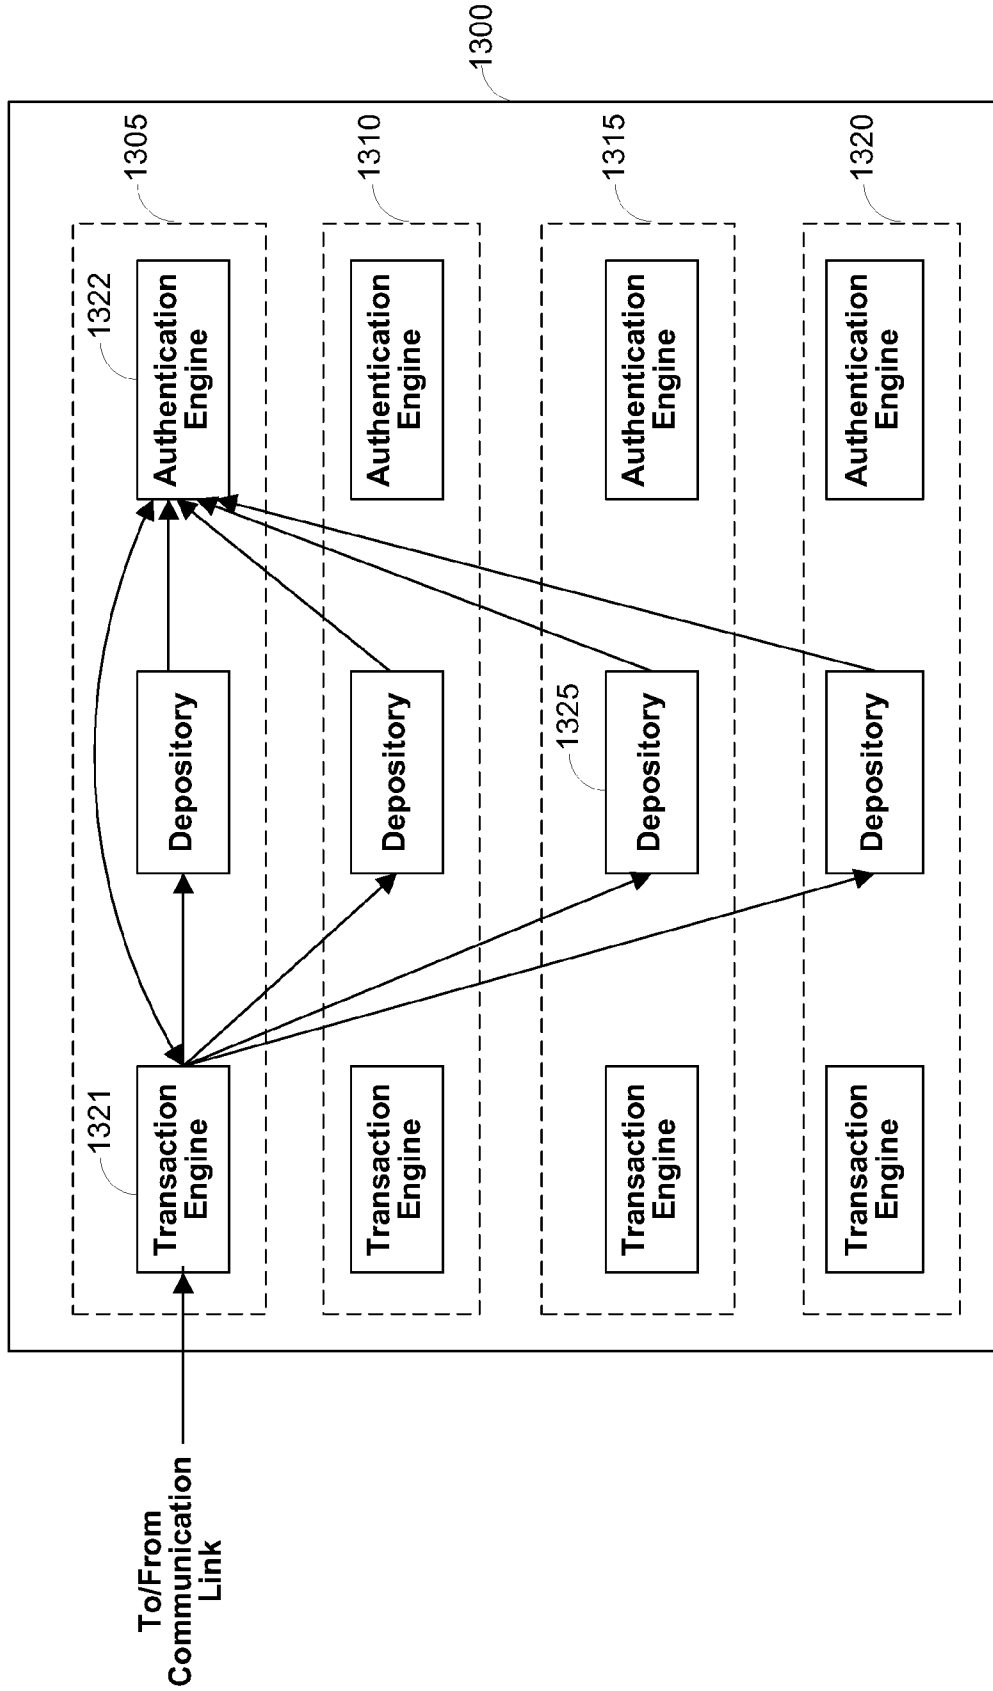 1300
1305
1310
1315
1320
1322
Authentication
Engine
Authentication
Engine
Authentication
Engine
Authentication
Engine
1325
Depository
Depository
Depository
Depository
1321
Transaction
Engine
Transaction
Engine
Transaction
Engine
Transaction
Engine
To/From
Communication
Link